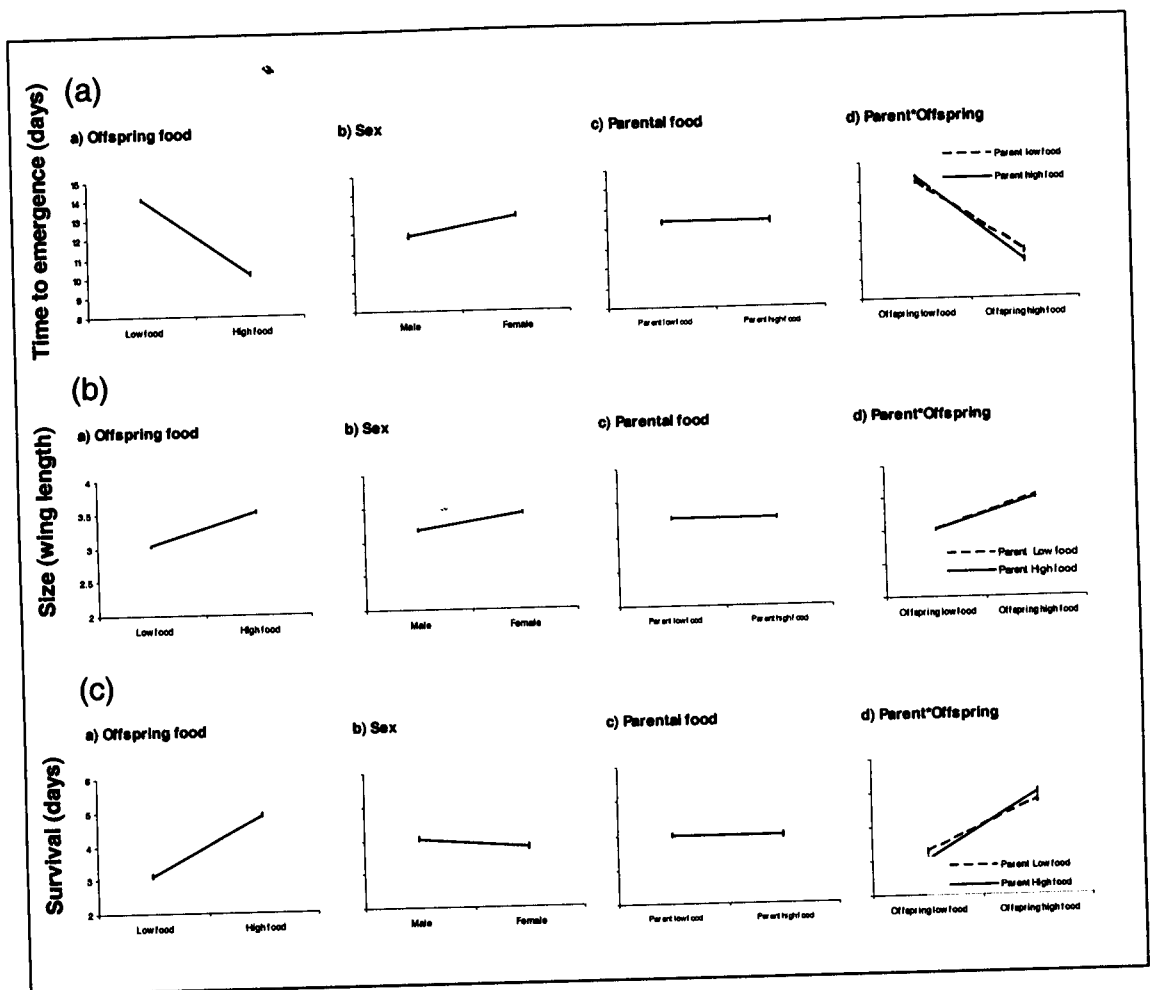 (a)
Time to emergence (days)
a) Offspring food
15
14
13
12
11
10
9
8
Low food
High food
b) Sex
Male
Female
c) Parental food
Parent low food
Parent high food
d) Parent*Offspring
Parent low food
Parent high food
Offspring low food
Offspring high food
(b)
Size (wing length)
a) Offspring food
4
3.5
3
2.5
2
Low food
High food
b) Sex
Male
Female
c) Parental food
Parent low food
Parent high food
d) Parent*Offspring
Parent Low food
Parent High food
Offspring low food
Offspring high food
(c)
Survival (days)
a) Offspring food
6
5
4
3
2
Low food
High food
b) Sex
Male
Female
c) Parental food
Parent low food
Parent high food
d) Parent*Offspring
Parent Low food
Parent High food
Offspring low food
Offspring high food